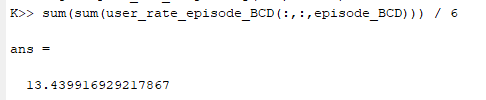 K>> sum(sum(user_rate_episode_BCD(:,:,episode_BCD))) / 6
ans =
13.439916929217867